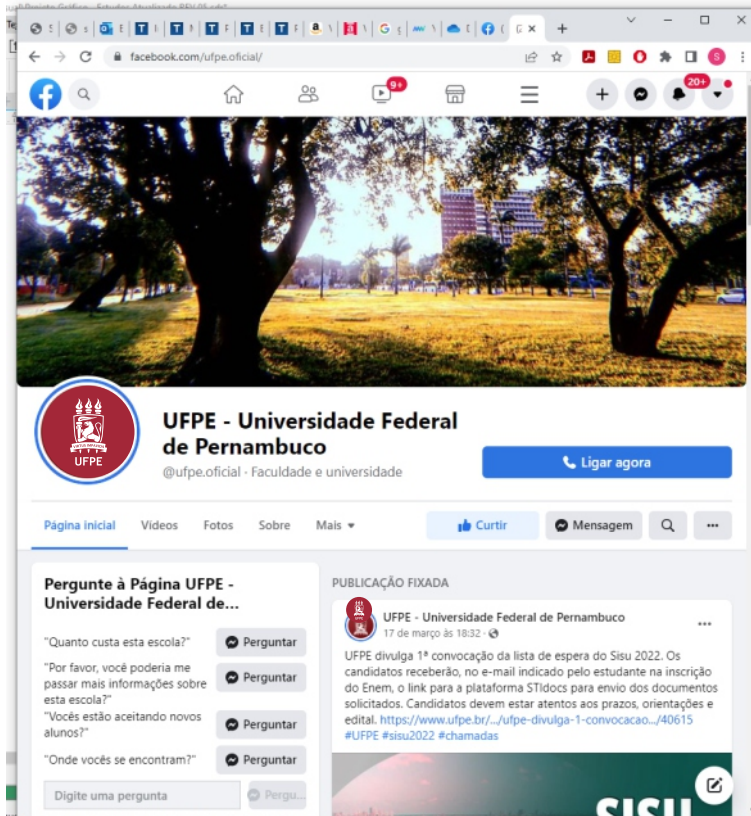 facebook.com/ufpe.oficial/
9+
20+
UFPE
UFPE - Universidade Federal
de Pernambuco
@ufpe.oficial · Faculdade e universidade
Ligar agora
Página inicial Vídeos Fotos Sobre Mais
Curtir
Mensagem
Pergunte à Página UFPE -
Universidade Federal de...
"Quanto custa esta escola?"
Perguntar
"Por favor, você poderia me
passar mais informações sobre
esta escola?"
Perguntar
"Vocês estão aceitando novos
alunos?"
Perguntar
"Onde vocês se encontram?"
Perguntar
Digite uma pergunta
Pergu...
PUBLICAÇÃO FIXADA
UFPE - Universidade Federal de Pernambuco
17 de março às 18:32 ·
UFPE divulga 1ª convocação da lista de espera do Sisu 2022. Os
candidatos receberão, no e-mail indicado pelo estudante na inscrição
do Enem, o link para a plataforma STIdocs para envio dos documentos
solicitados. Candidatos devem estar atentos aos prazos, orientações e
edital. https://www.ufpe.br/.../ufpe-divulga-1-convocacao.../40615
#UFPE #sisu2022 #chamadas
SISU